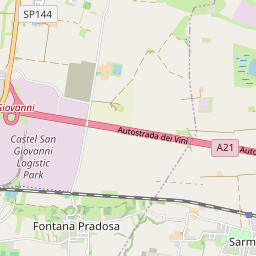 SP144
Giovanni
Autostrada dei Vini
A21
Auto
Castel San
Giovanni
Logistic
Park
Fontana Pradosa
Sarm